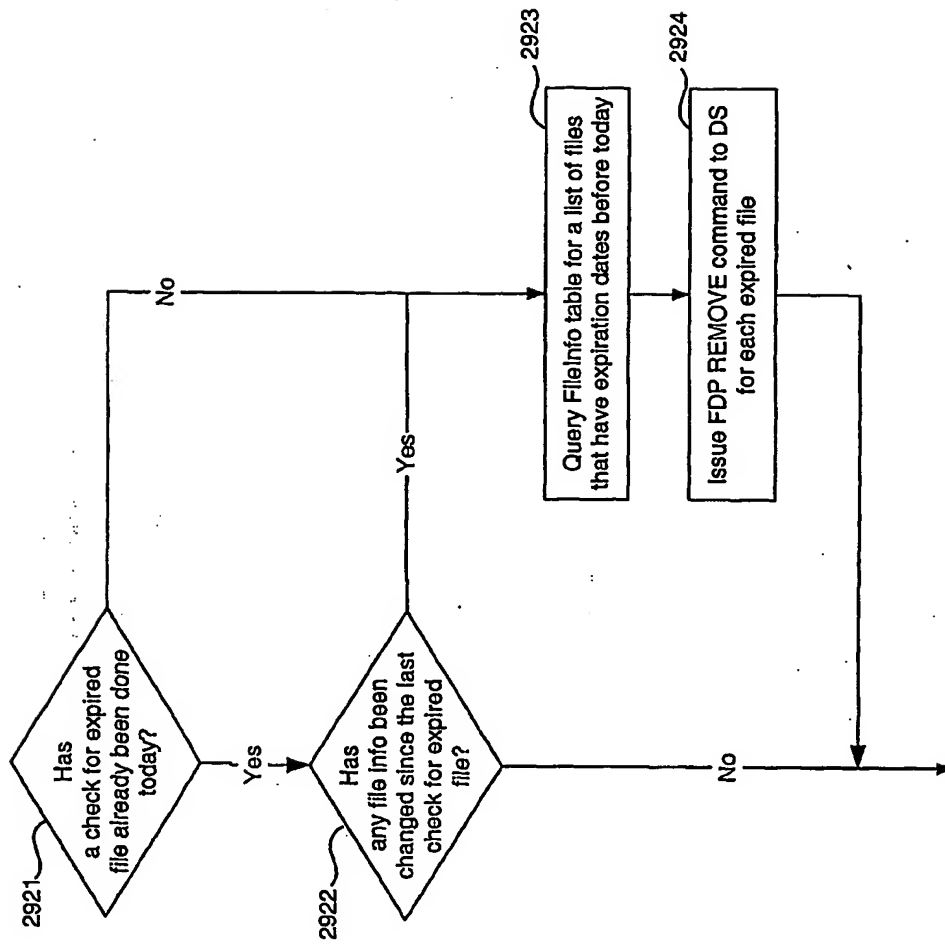 2921
Has
a check for expired
file already been done
today?
No
Yes
2922
Has
any file info been
changed since the last
check for expired
file?
Yes
No
2923
Query FileInfo table for a list of files
that have expiration dates before today
2924
Issue FDP REMOVE command to DS
for each expired file